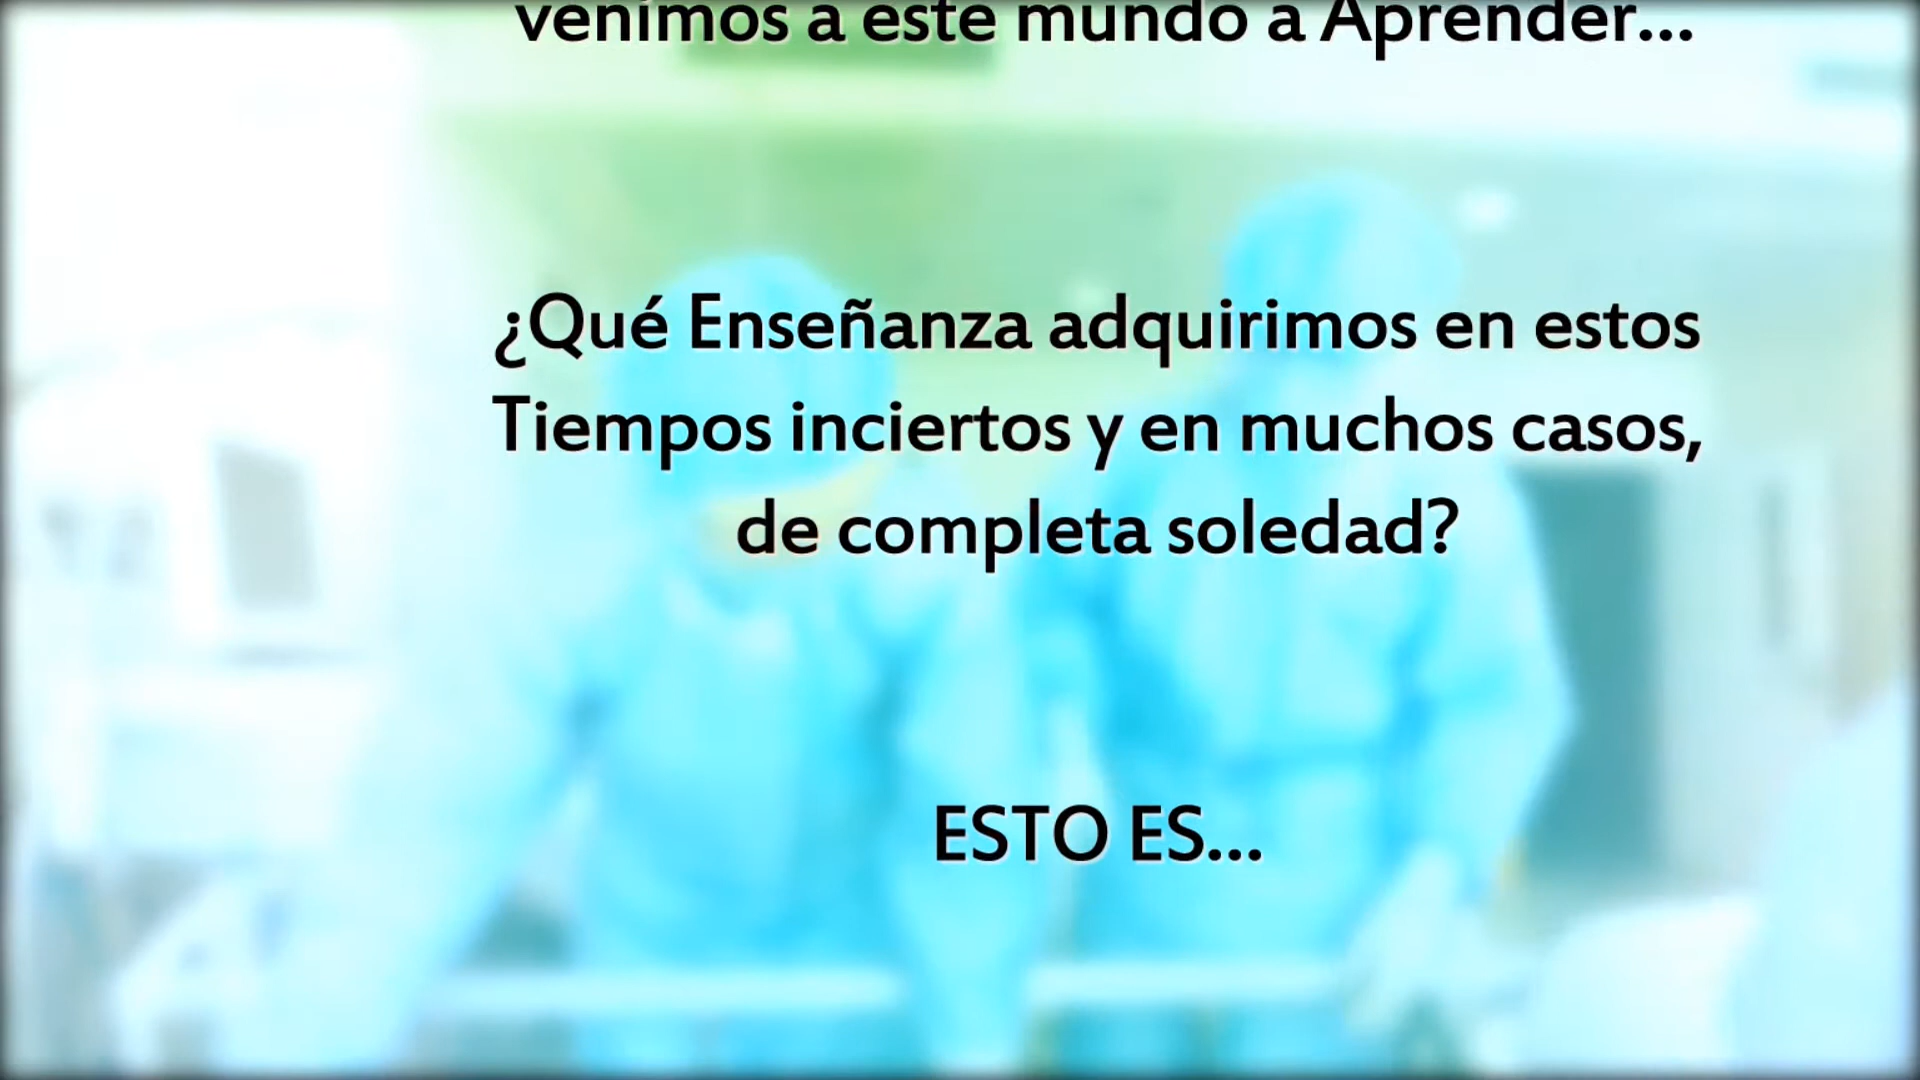 venimos a este mundo a Aprender...
¿Qué Enseñanza adquirimos en estos
Tiempos inciertos y en muchos casos,
de completa soledad?
ESTO ES...